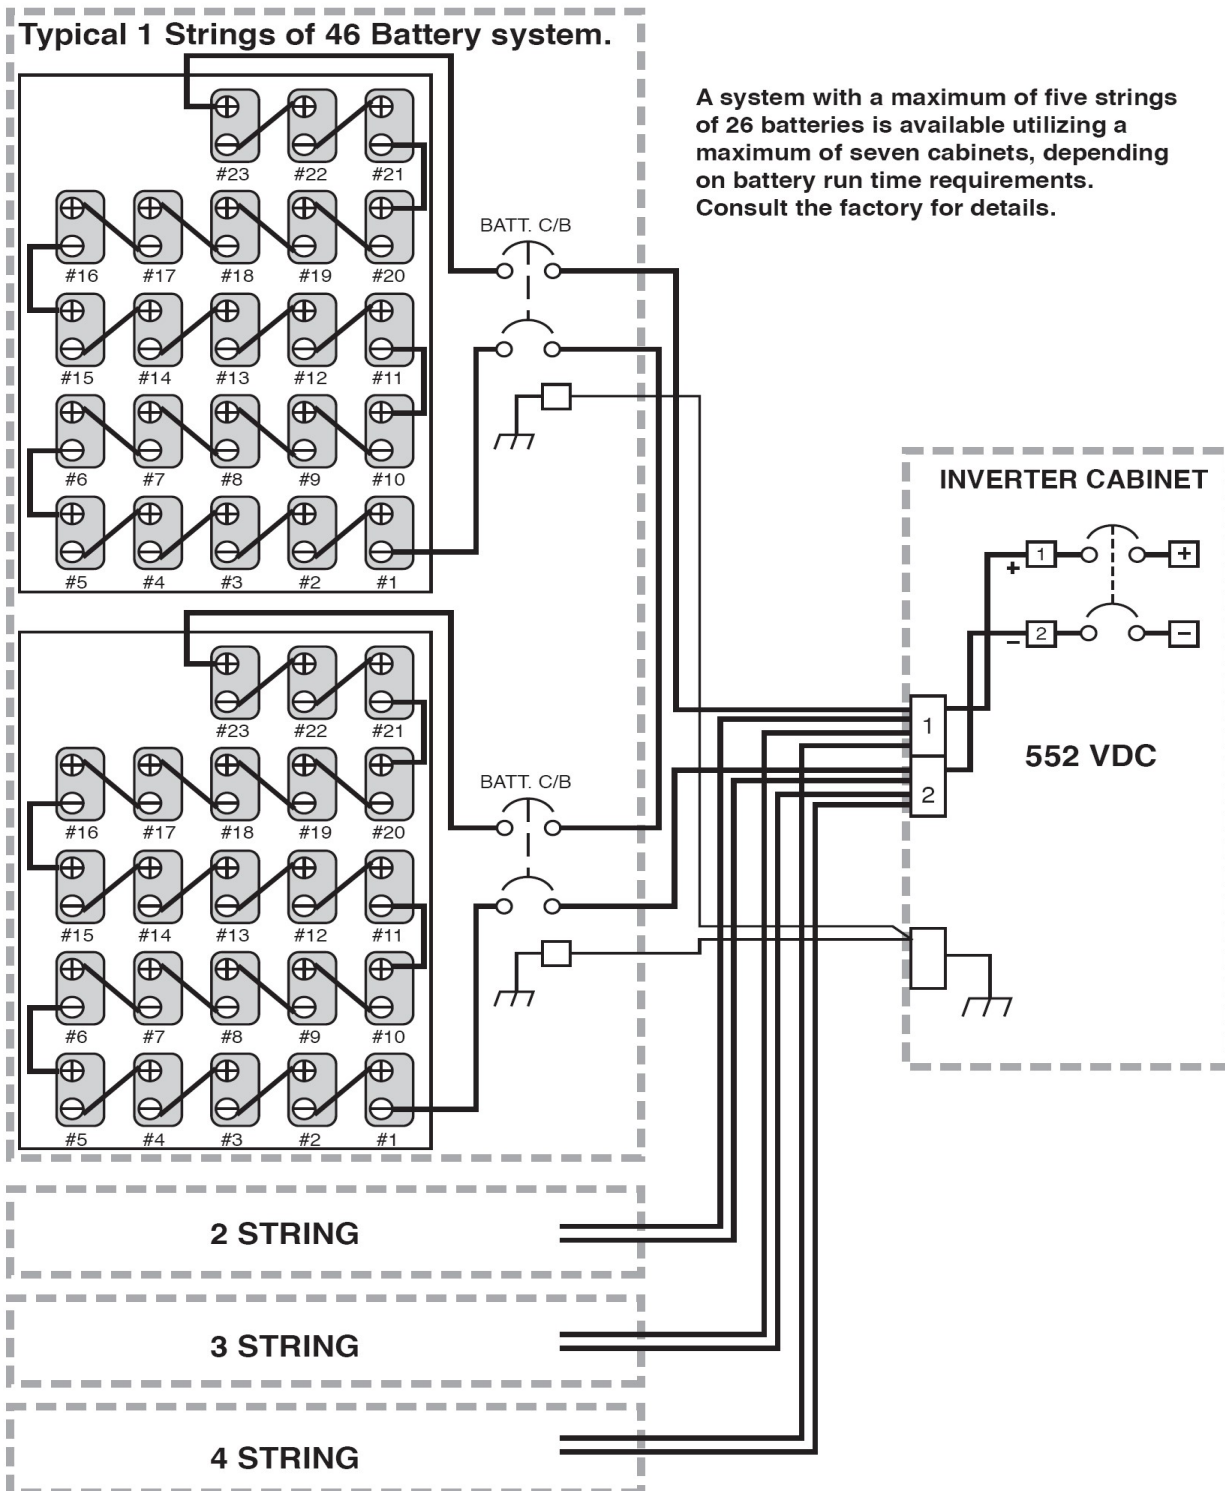 Typical 1 Strings of 46 Battery system.
#23 #22 #21
#16 #17 #18 #19 #20
#15 #14 #13 #12 #11
#6 #7 #8 #9 #10
#5 #4 #3 #2 #1
BATT. C/B
A system with a maximum of five strings
of 26 batteries is available utilizing a
maximum of seven cabinets, depending
on battery run time requirements.
Consult the factory for details.
#23 #22 #21
#16 #17 #18 #19 #20
#15 #14 #13 #12 #11
#6 #7 #8 #9 #10
#5 #4 #3 #2 #1
BATT. C/B
INVERTER CABINET
+ 1 +
− 2 −
1
2
552 VDC
2 STRING
3 STRING
4 STRING